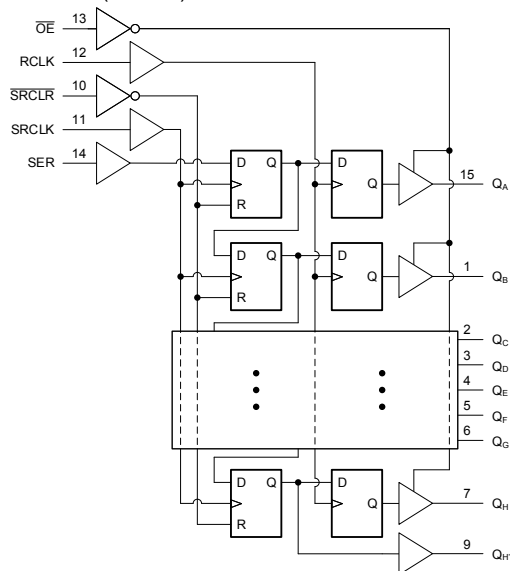 OE 13
RCLK 12
SRCLR 10
SRCLK 11
SER 14
D Q D
Q
R
15 QA
D Q D
Q
R
1 QB
2 QC
3 QD
4 QE
5 QF
6 QG
D Q D
Q
R
7 QH
9 QH'